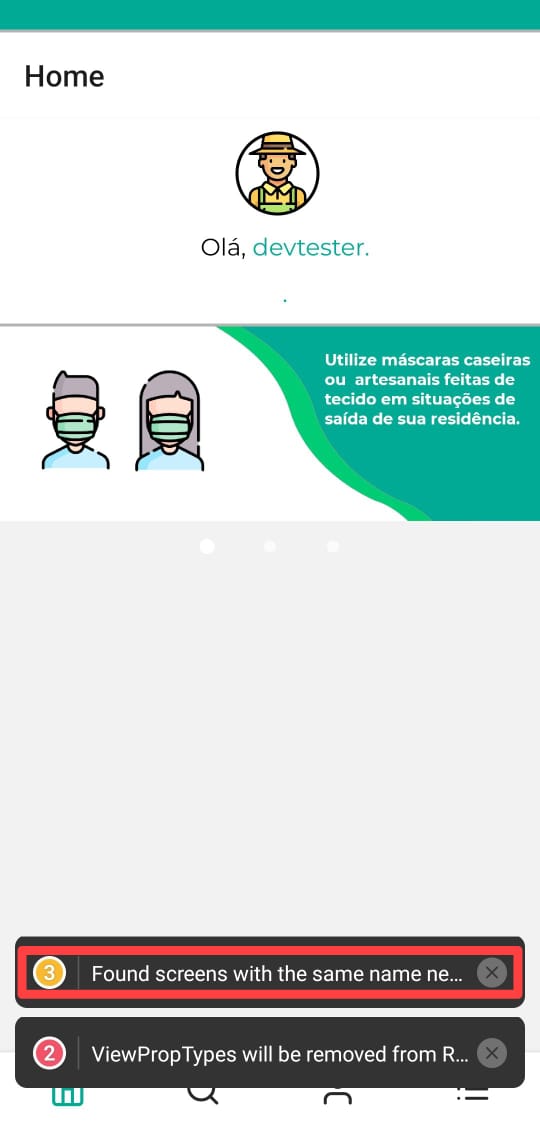 Home
Olá, devtester.
.
Utilize máscaras caseiras
ou artesanais feitas de
tecido em situações de
saída de sua residência.
3 Found screens with the same name ne...
2 ViewPropTypes will be removed from R...